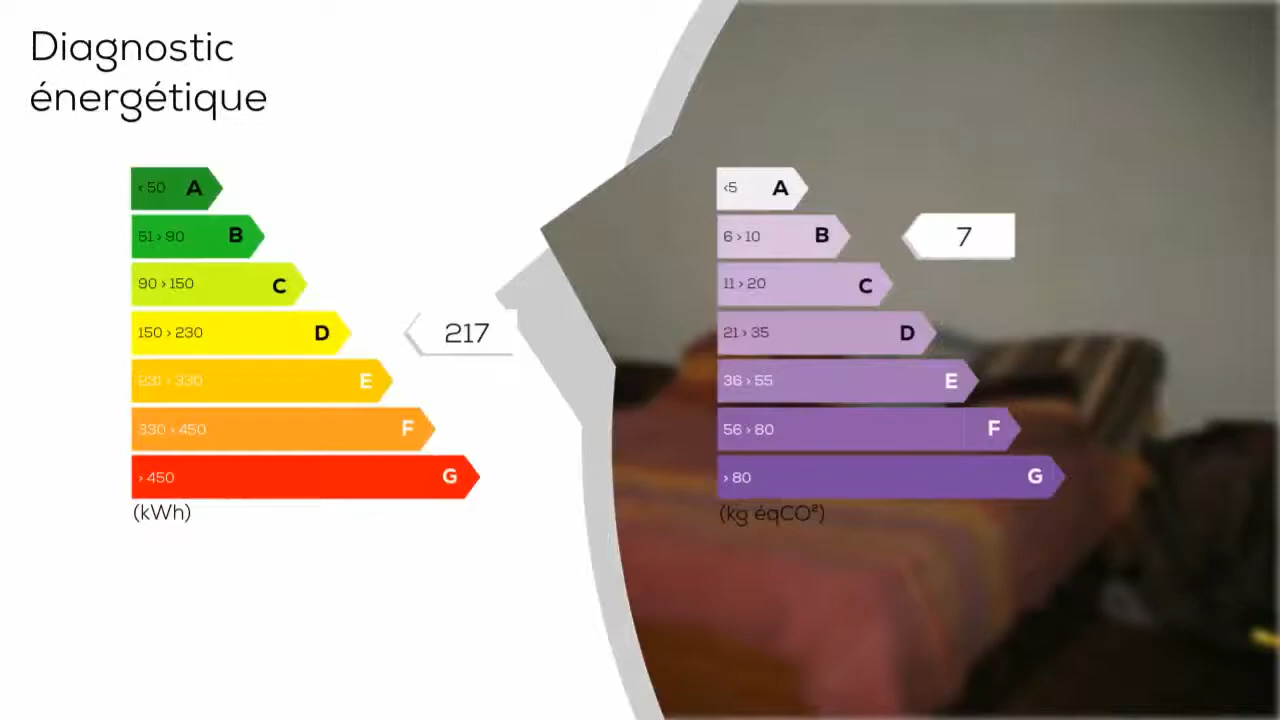 Diagnostic
énergétique
< 50 A
51 > 90 B
90 > 150 C
150 > 230 D
217
231 > 330 E
330 > 450 F
> 450 G
(kWh)
<5 A
6 > 10 B
7
11 > 20 C
21 > 35 D
36 > 55 E
56 > 80 F
> 80 G
(kg éqCO²)